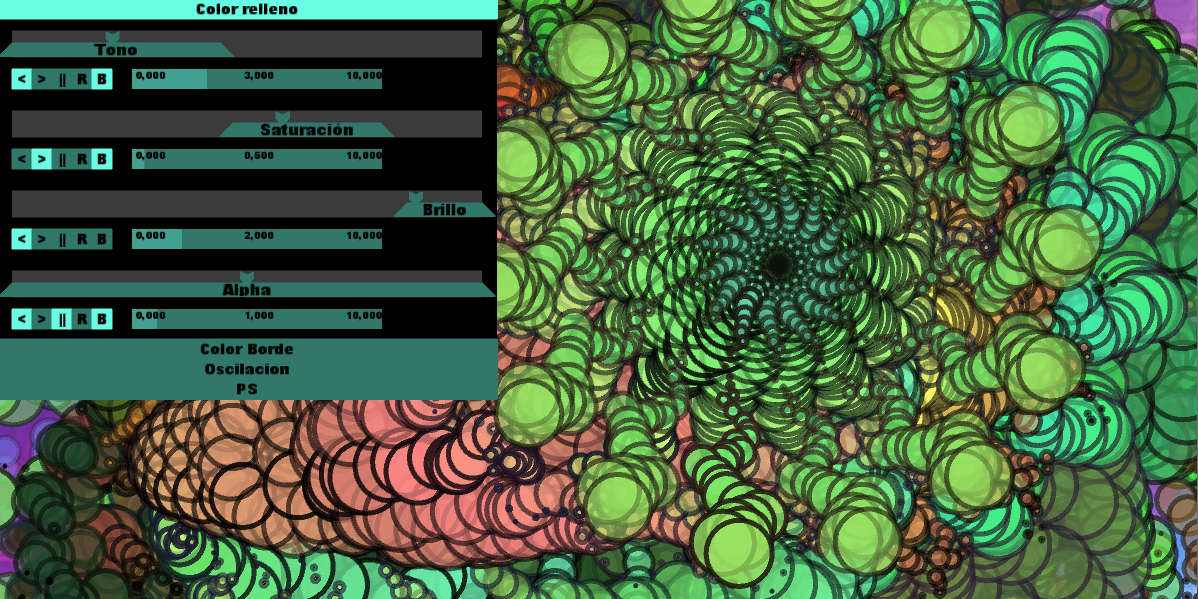 Color relleno
Tono
< > || R B 0,000 3,000 10,000
Saturación
< > || R B 0,000 0,500 10,000
Brillo
< > || R B 0,000 2,000 10,000
Alpha
< > || R B 0,000 1,000 10,000
Color Borde
Oscilacion
PS